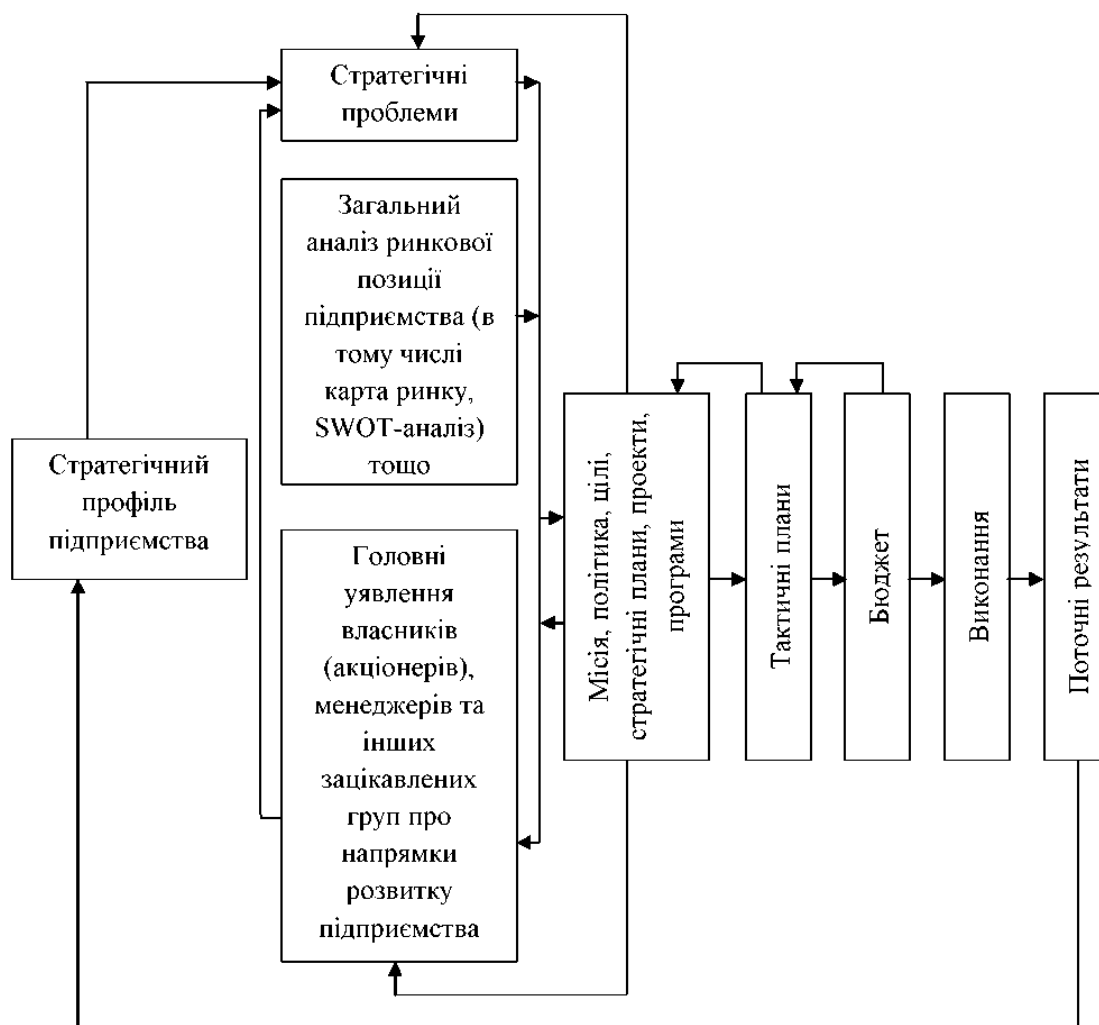 Стратегічні
проблеми
Загальний
аналіз ринкової
позиції
підприємства (в
тому числі
карта ринку,
SWOT-аналіз)
тощо
Стратегічний
профіль
підприємства
Головні
уявлення
власників
(акціонерів),
менеджерів та
інших
зацікавлених
груп про
напрямки
розвитку
підприємства
Місія, політика, цілі,
стратегічні плани, проекти,
програми
Тактичні плани
Бюджет
Виконання
Поточні результати